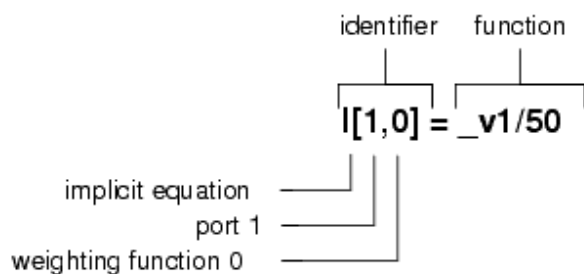 identifier function
I[1,0] = _v1/50
implicit equation
port 1
weighting function 0